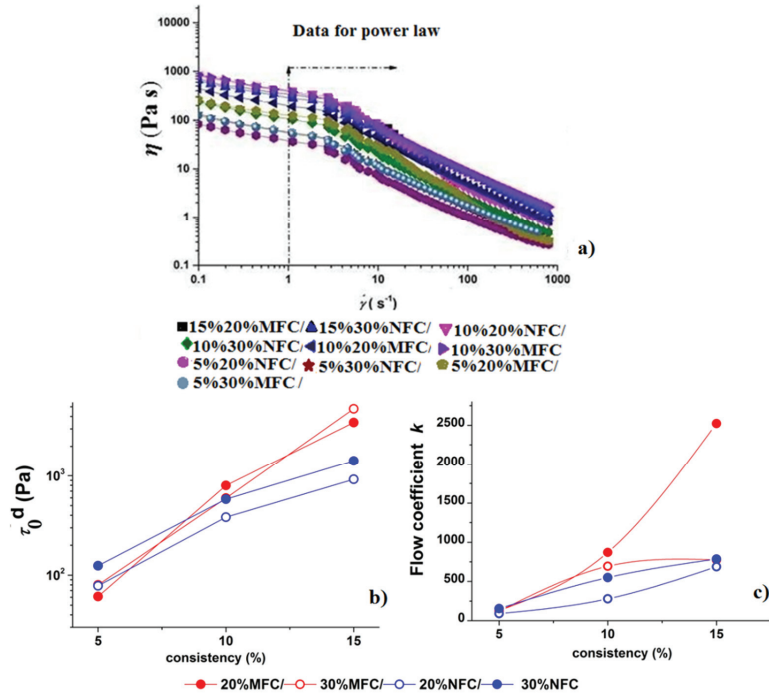 Data for power law
η (Pa s)
10000
1000
100
10
1
0.1
a)
0.1 1 10 100 1000
γ̇ ( s⁻¹)
15%20%MFC/ 15%30%NFC/ 10%20%NFC/
10%30%NFC/ 10%20%MFC/ 10%30%MFC
5%20%NFC/ 5%30%NFC/ 5%20%MFC/
5%30%MFC /
τ₀ᵈ (Pa)
10³
10²
b)
5 10 15
consistency (%)
Flow coefficient k
2500
2000
1500
1000
500
0
c)
5 10 15
consistency (%)
20%MFC/ 30%MFC/ 20%NFC/ 30%NFC